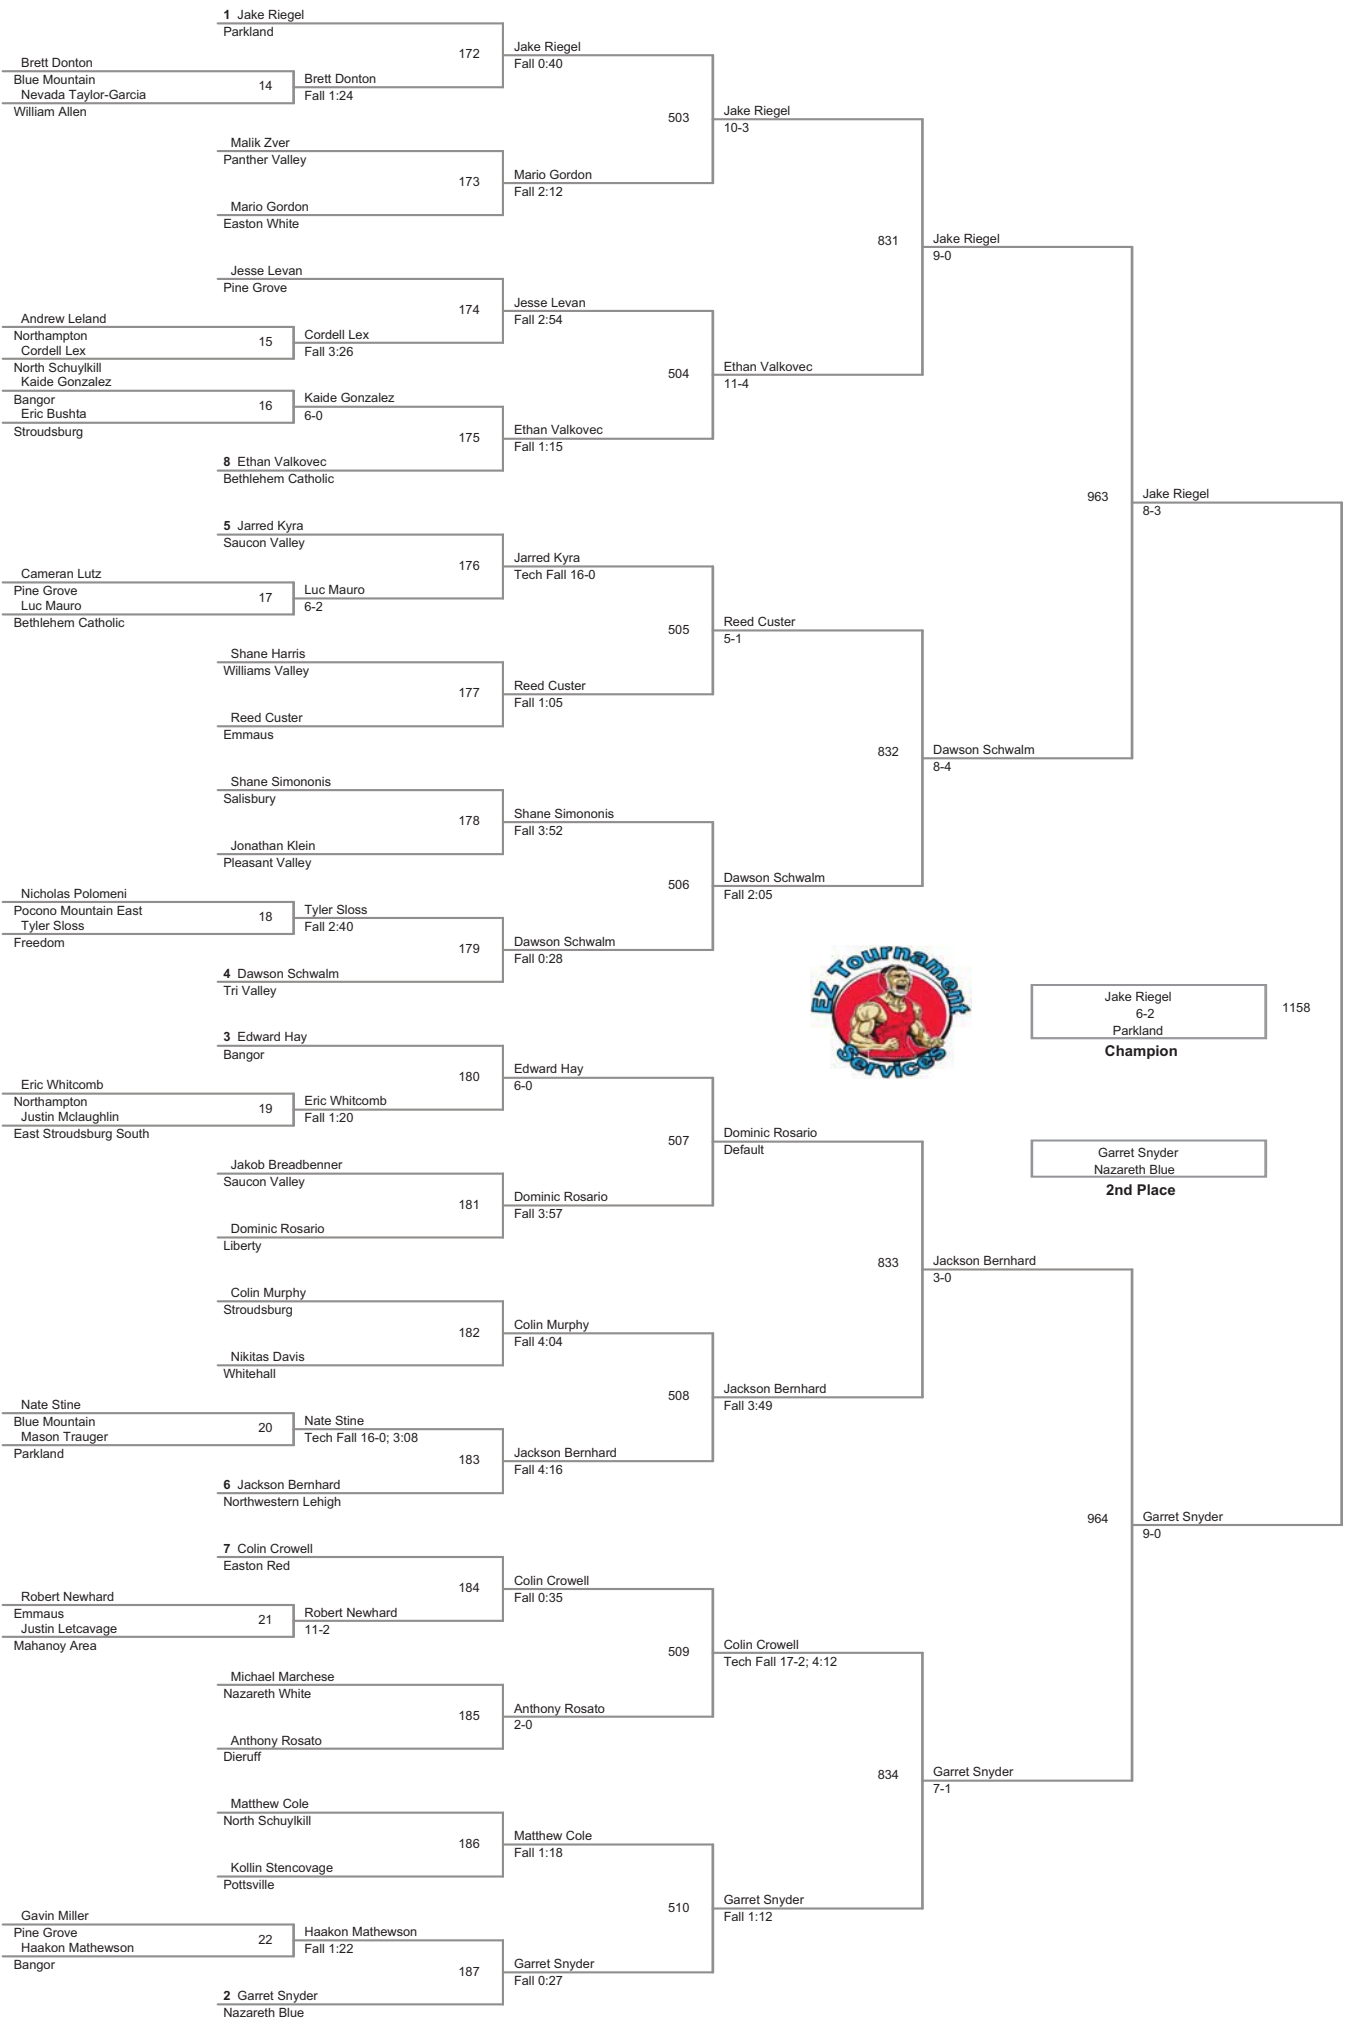 1 Jake Riegel
Parkland
172
Jake Riegel
Fall 0:40
Brett Donton
Blue Mountain
Nevada Taylor-Garcia
William Allen
14
Brett Donton
Fall 1:24
503
Jake Riegel
10-3
Malik Zver
Panther Valley
173
Mario Gordon
Fall 2:12
Mario Gordon
Easton White
831
Jake Riegel
9-0
Jesse Levan
Pine Grove
174
Jesse Levan
Fall 2:54
Andrew Leland
Northampton
Cordell Lex
North Schuylkill
15
Cordell Lex
Fall 3:26
504
Ethan Valkovec
11-4
Kaide Gonzalez
Bangor
Eric Bushta
Stroudsburg
16
Kaide Gonzalez
6-0
175
Ethan Valkovec
Fall 1:15
8 Ethan Valkovec
Bethlehem Catholic
963
Jake Riegel
8-3
5 Jarred Kyra
Saucon Valley
176
Jarred Kyra
Tech Fall 16-0
Cameran Lutz
Pine Grove
Luc Mauro
Bethlehem Catholic
17
Luc Mauro
6-2
505
Reed Custer
5-1
Shane Harris
Williams Valley
177
Reed Custer
Fall 1:05
Reed Custer
Emmaus
832
Dawson Schwalm
8-4
Shane Simononis
Salisbury
178
Shane Simononis
Fall 3:52
Jonathan Klein
Pleasant Valley
506
Dawson Schwalm
Fall 2:05
Nicholas Polomeni
Pocono Mountain East
Tyler Sloss
Freedom
18
Tyler Sloss
Fall 2:40
179
Dawson Schwalm
Fall 0:28
4 Dawson Schwalm
Tri Valley
EZ Tournament
Services
Jake Riegel
6-2
Parkland
Champion
1158
3 Edward Hay
Bangor
180
Edward Hay
6-0
Eric Whitcomb
Northampton
Justin Mclaughlin
East Stroudsburg South
19
Eric Whitcomb
Fall 1:20
507
Dominic Rosario
Default
Garret Snyder
Nazareth Blue
2nd Place
Jakob Breadbenner
Saucon Valley
181
Dominic Rosario
Fall 3:57
Dominic Rosario
Liberty
833
Jackson Bernhard
3-0
Colin Murphy
Stroudsburg
182
Colin Murphy
Fall 4:04
Nikitas Davis
Whitehall
508
Jackson Bernhard
Fall 3:49
Nate Stine
Blue Mountain
Mason Trauger
Parkland
20
Nate Stine
Tech Fall 16-0; 3:08
183
Jackson Bernhard
Fall 4:16
6 Jackson Bernhard
Northwestern Lehigh
964
Garret Snyder
9-0
7 Colin Crowell
Easton Red
184
Colin Crowell
Fall 0:35
Robert Newhard
Emmaus
Justin Letcavage
Mahanoy Area
21
Robert Newhard
11-2
509
Colin Crowell
Tech Fall 17-2; 4:12
Michael Marchese
Nazareth White
185
Anthony Rosato
2-0
Anthony Rosato
Dieruff
834
Garret Snyder
7-1
Matthew Cole
North Schuylkill
186
Matthew Cole
Fall 1:18
Kollin Stencovage
Pottsville
510
Garret Snyder
Fall 1:12
Gavin Miller
Pine Grove
Haakon Mathewson
Bangor
22
Haakon Mathewson
Fall 1:22
187
Garret Snyder
Fall 0:27
2 Garret Snyder
Nazareth Blue